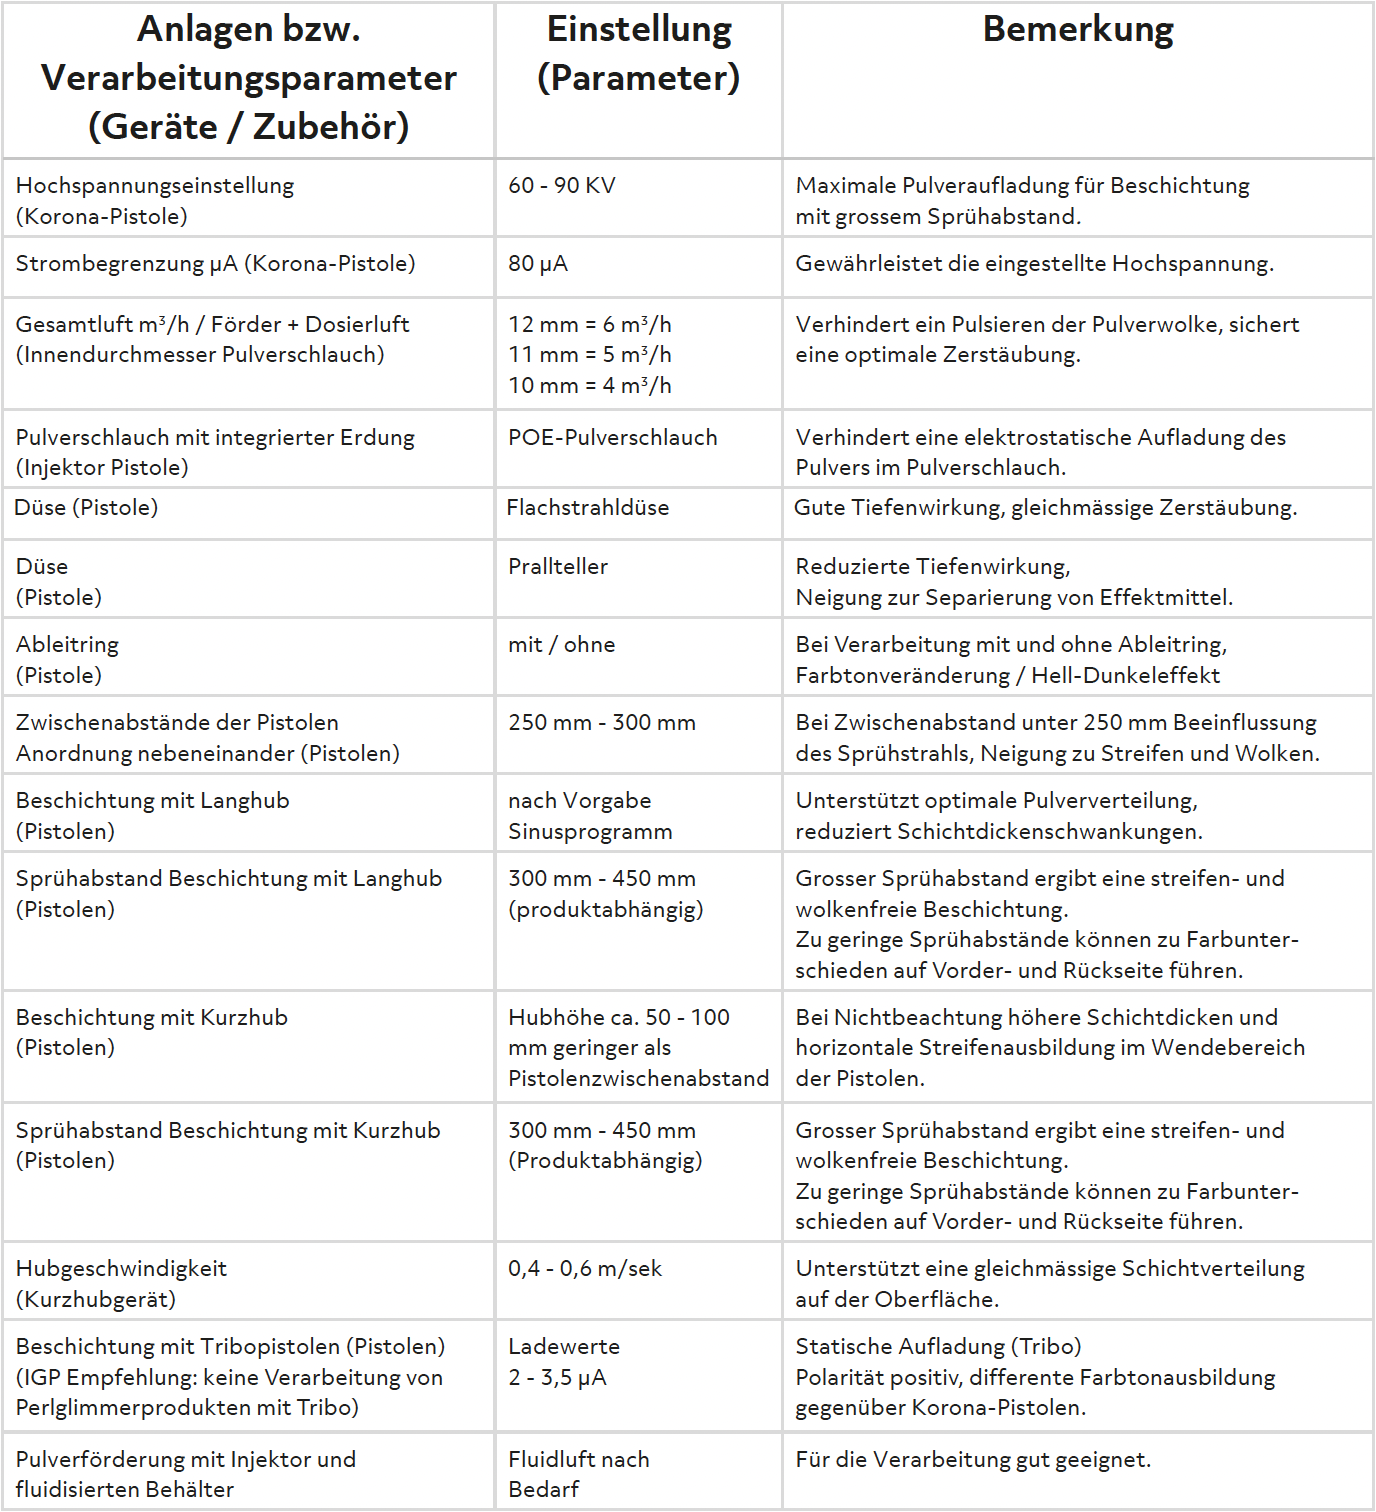 Anlagen bzw.
Verarbeitungsparameter
(Geräte / Zubehör)
Einstellung
(Parameter)
Bemerkung
Hochspannungseinstellung
(Korona-Pistole)
60 - 90 KV
Maximale Pulveraufladung für Beschichtung
mit grossem Sprühabstand.
Strombegrenzung µA (Korona-Pistole)
80 µA
Gewährleistet die eingestellte Hochspannung.
Gesamtluft m³/h / Förder + Dosierluft
(Innendurchmesser Pulverschlauch)
12 mm = 6 m³/h
11 mm = 5 m³/h
10 mm = 4 m³/h
Verhindert ein Pulsieren der Pulverwolke, sichert
eine optimale Zerstäubung.
Pulverschlauch mit integrierter Erdung
(Injektor Pistole)
POE-Pulverschlauch
Verhindert eine elektrostatische Aufladung des
Pulvers im Pulverschlauch.
Düse (Pistole)
Flachstrahldüse
Gute Tiefenwirkung, gleichmässige Zerstäubung.
Düse
(Pistole)
Prallteller
Reduzierte Tiefenwirkung,
Neigung zur Separierung von Effektmittel.
Ableitring
(Pistole)
mit / ohne
Bei Verarbeitung mit und ohne Ableitring,
Farbtonveränderung / Hell-Dunkeleffekt
Zwischenabstände der Pistolen
Anordnung nebeneinander (Pistolen)
250 mm - 300 mm
Bei Zwischenabstand unter 250 mm Beeinflussung
des Sprühstrahls, Neigung zu Streifen und Wolken.
Beschichtung mit Langhub
(Pistolen)
nach Vorgabe
Sinusprogramm
Unterstützt optimale Pulververteilung,
reduziert Schichtdickenschwankungen.
Sprühabstand Beschichtung mit Langhub
(Pistolen)
300 mm - 450 mm
(produktabhängig)
Grosser Sprühabstand ergibt eine streifen- und
wolkenfreie Beschichtung.
Zu geringe Sprühabstände können zu Farbunter-
schieden auf Vorder- und Rückseite führen.
Beschichtung mit Kurzhub
(Pistolen)
Hubhöhe ca. 50 - 100
mm geringer als
Pistolenzwischenabstand
Bei Nichtbeachtung höhere Schichtdicken und
horizontale Streifenausbildung im Wendebereich
der Pistolen.
Sprühabstand Beschichtung mit Kurzhub
(Pistolen)
300 mm - 450 mm
(Produktabhängig)
Grosser Sprühabstand ergibt eine streifen- und
wolkenfreie Beschichtung.
Zu geringe Sprühabstände können zu Farbunter-
schieden auf Vorder- und Rückseite führen.
Hubgeschwindigkeit
(Kurzhubgerät)
0,4 - 0,6 m/sek
Unterstützt eine gleichmässige Schichtverteilung
auf der Oberfläche.
Beschichtung mit Tribopistolen (Pistolen)
(IGP Empfehlung: keine Verarbeitung von
Perlglimmerprodukten mit Tribo)
Ladewerte
2 - 3,5 µA
Statische Aufladung (Tribo)
Polarität positiv, differente Farbtonausbildung
gegenüber Korona-Pistolen.
Pulverförderung mit Injektor und
fluidisierten Behälter
Fluidluft nach
Bedarf
Für die Verarbeitung gut geeignet.